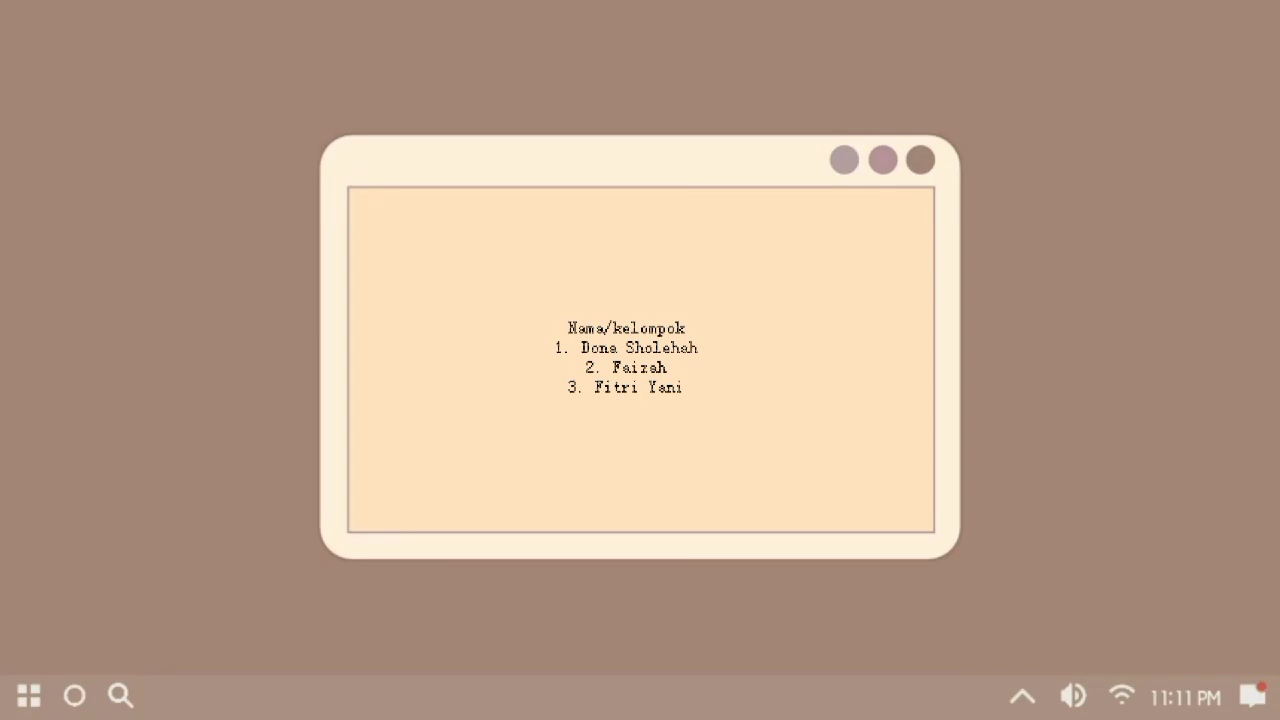 Nama/kelompok
1. Dona Sholehah
2. Faizah
3. Fitri Yani
11:11 PM